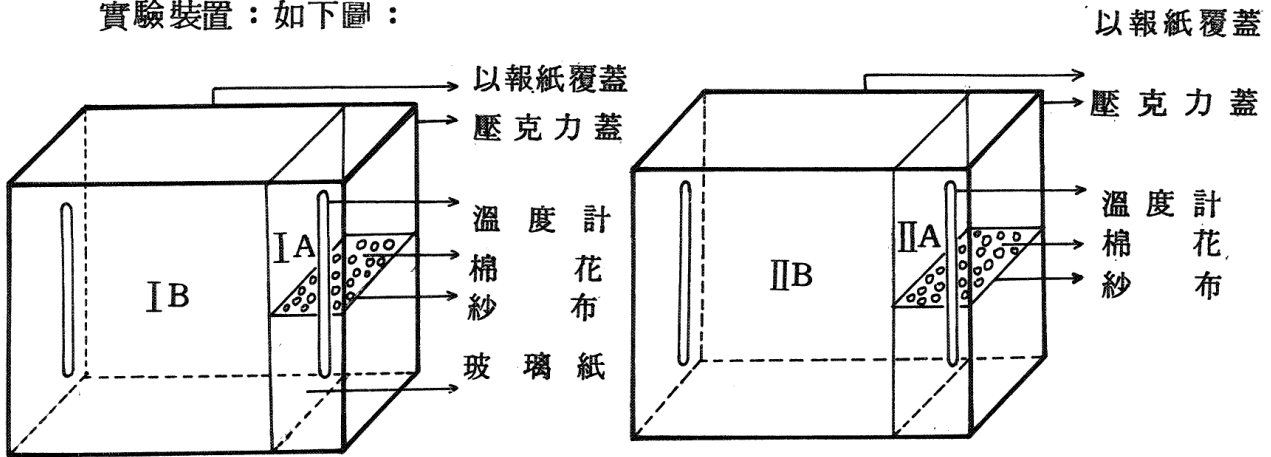 實驗裝置：如下圖：
以報紙覆蓋
壓克力蓋
溫度計
棉花
紗布
玻璃紙
ⅠA
ⅠB
以報紙覆蓋
壓克力蓋
溫度計
棉花
紗布
ⅡA
ⅡB